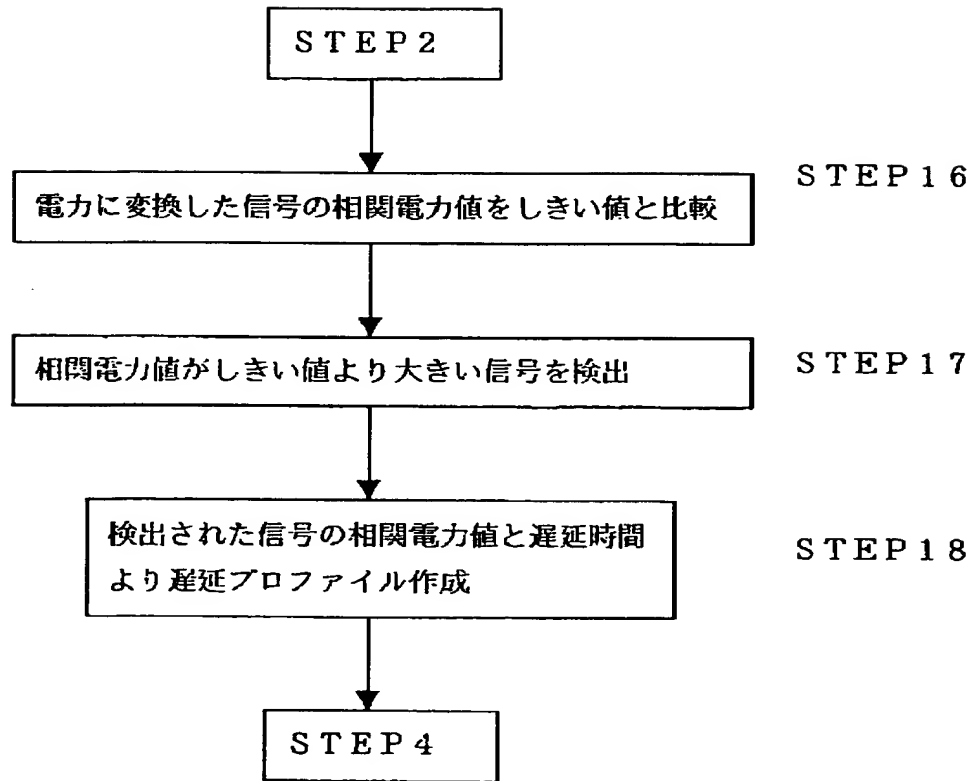 ＳＴＥＰ２
ＳＴＥＰ１６
電力に変換した信号の相関電力値をしきい値と比較
相関電力値がしきい値より大きい信号を検出
ＳＴＥＰ１７
検出された信号の相関電力値と遅延時間
より遅延プロファイル作成
ＳＴＥＰ１８
ＳＴＥＰ４